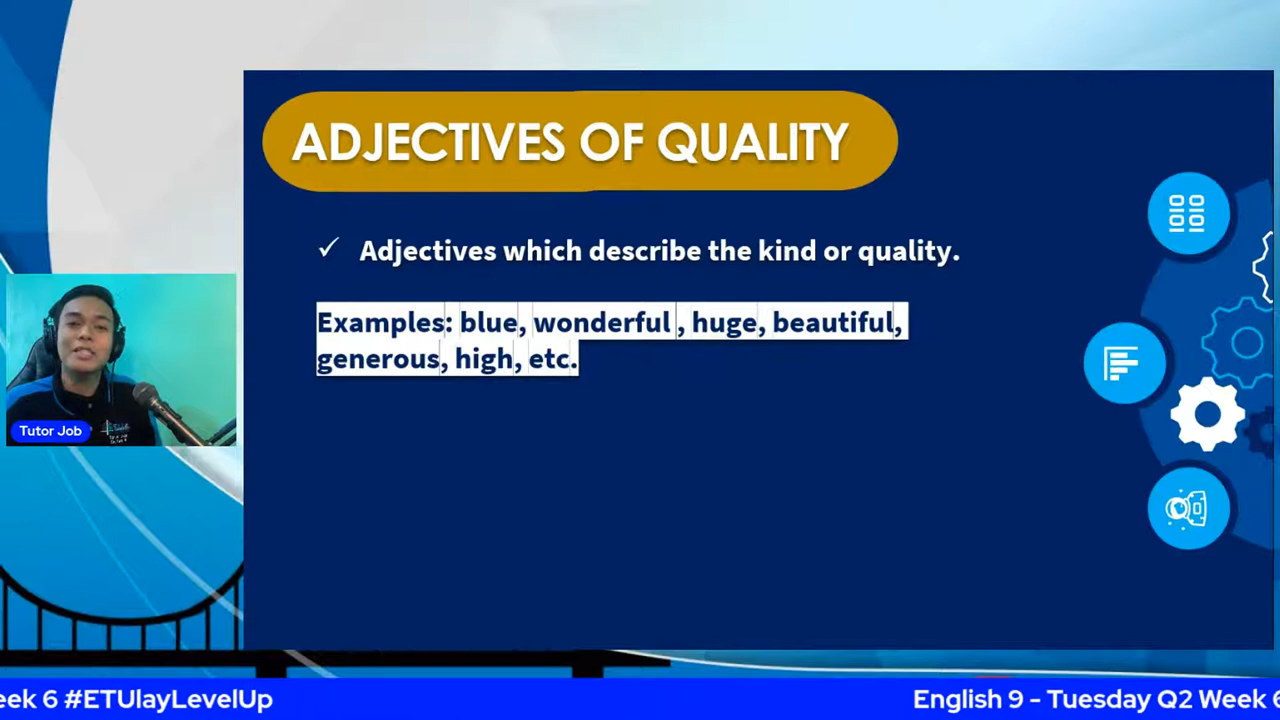 ADJECTIVES OF QUALITY
✓ Adjectives which describe the kind or quality.
Examples: blue, wonderful , huge, beautiful,
generous, high, etc.
Tutor Job
eek 6 #ETUlayLevelUp
English 9 - Tuesday Q2 Week 6